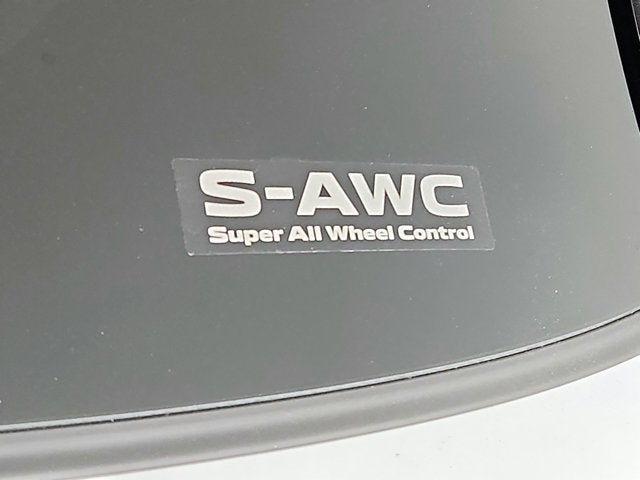 S-AWC
Super All Wheel Control